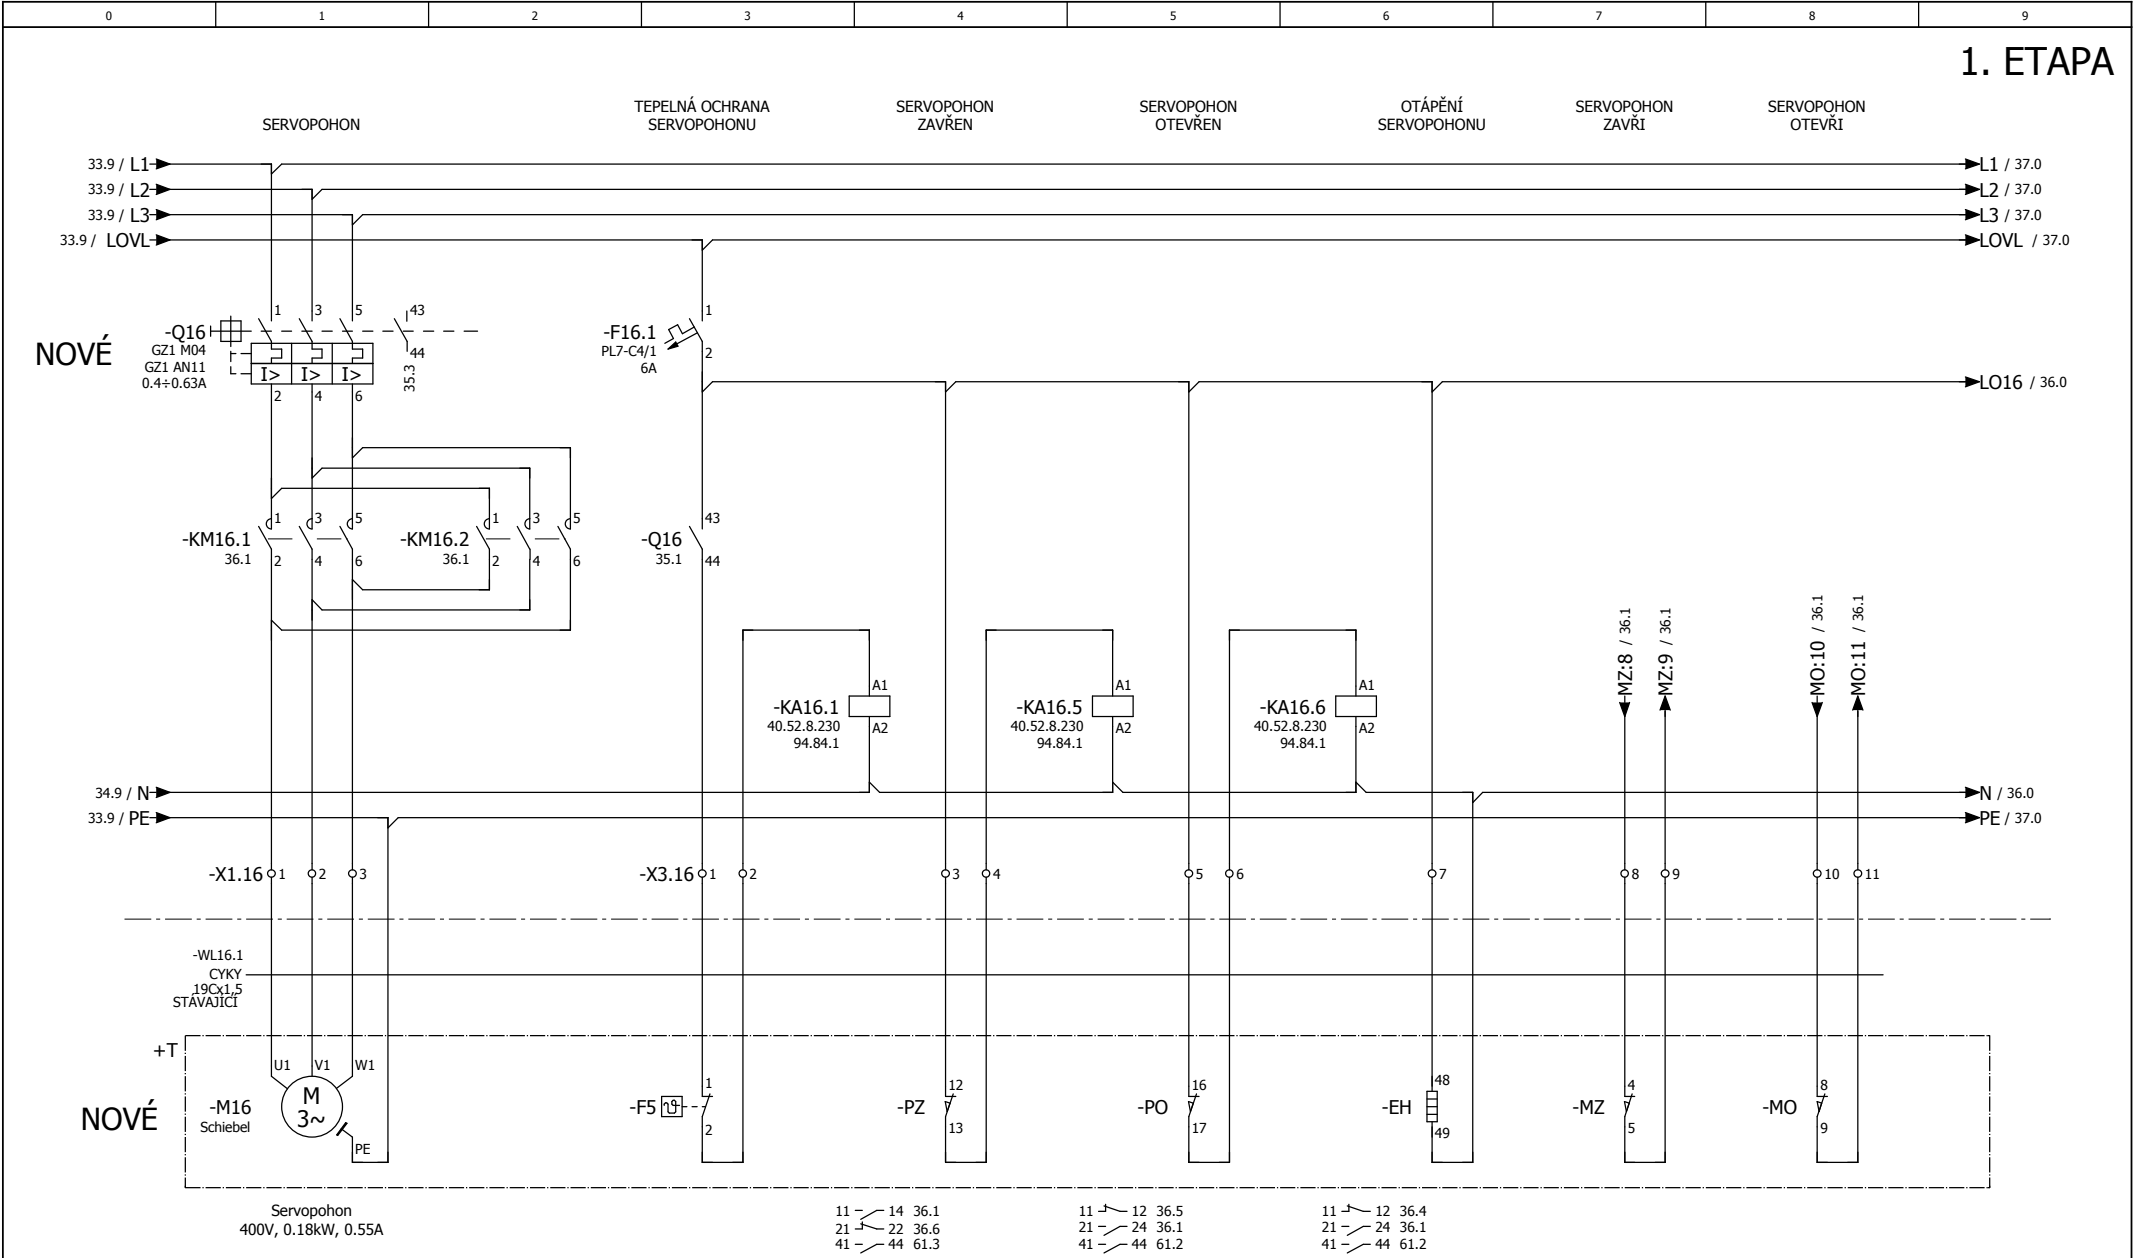 0 1 2 3 4 5 6 7 8 9
1. ETAPA
SERVOPOHON
TEPELNÁ OCHRANA
SERVOPOHONU
SERVOPOHON
ZAVŘEN
SERVOPOHON
OTEVŘEN
OTÁPĚNÍ
SERVOPOHONU
SERVOPOHON
ZAVŘI
SERVOPOHON
OTEVŘI
33.9 / L1
L1 / 37.0
33.9 / L2
L2 / 37.0
33.9 / L3
L3 / 37.0
33.9 / LOVL
LOVL / 37.0
NOVÉ
-Q16
GZ1 M04
GZ1 AN11
0.4÷0.63A
1 3 5 43
44
35.3
I> I> I>
2 4 6
-F16.1
PL7-C4/1
6A
1
2
LO16 / 36.0
-KM16.1
36.1
1 3 5
2 4 6
-KM16.2
36.1
1 3 5
2 4 6
-Q16
35.1
43
44
-KA16.1
40.52.8.230
94.84.1
A1
A2
-KA16.5
40.52.8.230
94.84.1
A1
A2
-KA16.6
40.52.8.230
94.84.1
A1
A2
MZ:8 / 36.1
MZ:9 / 36.1
MO:10 / 36.1
MO:11 / 36.1
34.9 / N
N / 36.0
33.9 / PE
PE / 37.0
-X1.16 1 2 3
-X3.16 1 2 3 4 5 6 7 8 9 10 11
-WL16.1
CYKY
19Cx1,5
STÁVAJÍCÍ
+T
NOVÉ
-M16
Schiebel
U1 V1 W1
M
3~
PE
-F5
1
2
-PZ
12
13
-PO
16
17
-EH
48
49
-MZ
4
5
-MO
8
9
Servopohon
400V, 0.18kW, 0.55A
11 14 36.1
21 22 36.6
41 44 61.3
11 12 36.5
21 24 36.1
41 44 61.2
11 12 36.4
21 24 36.1
41 44 61.2